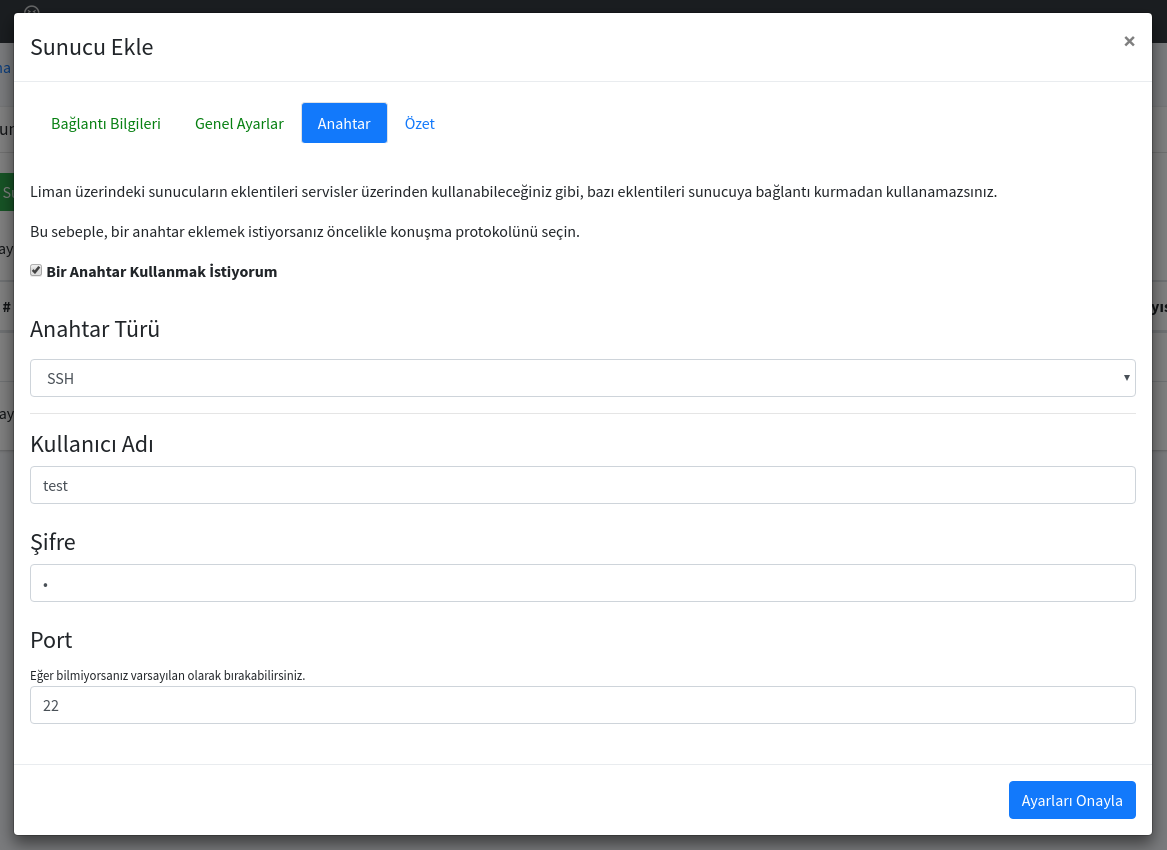 Sunucu Ekle
×
Bağlantı Bilgileri Genel Ayarlar Anahtar Özet
Liman üzerindeki sunucuların eklentileri servisler üzerinden kullanabileceğiniz gibi, bazı eklentileri sunucuya bağlantı kurmadan kullanamazsınız.
Bu sebeple, bir anahtar eklemek istiyorsanız öncelikle konuşma protokolünü seçin.
Bir Anahtar Kullanmak İstiyorum
#
Anahtar Türü
SSH
Kullanıcı Adı
test
Şifre
•
Port
Eğer bilmiyorsanız varsayılan olarak bırakabilirsiniz.
22
Ayarları Onayla